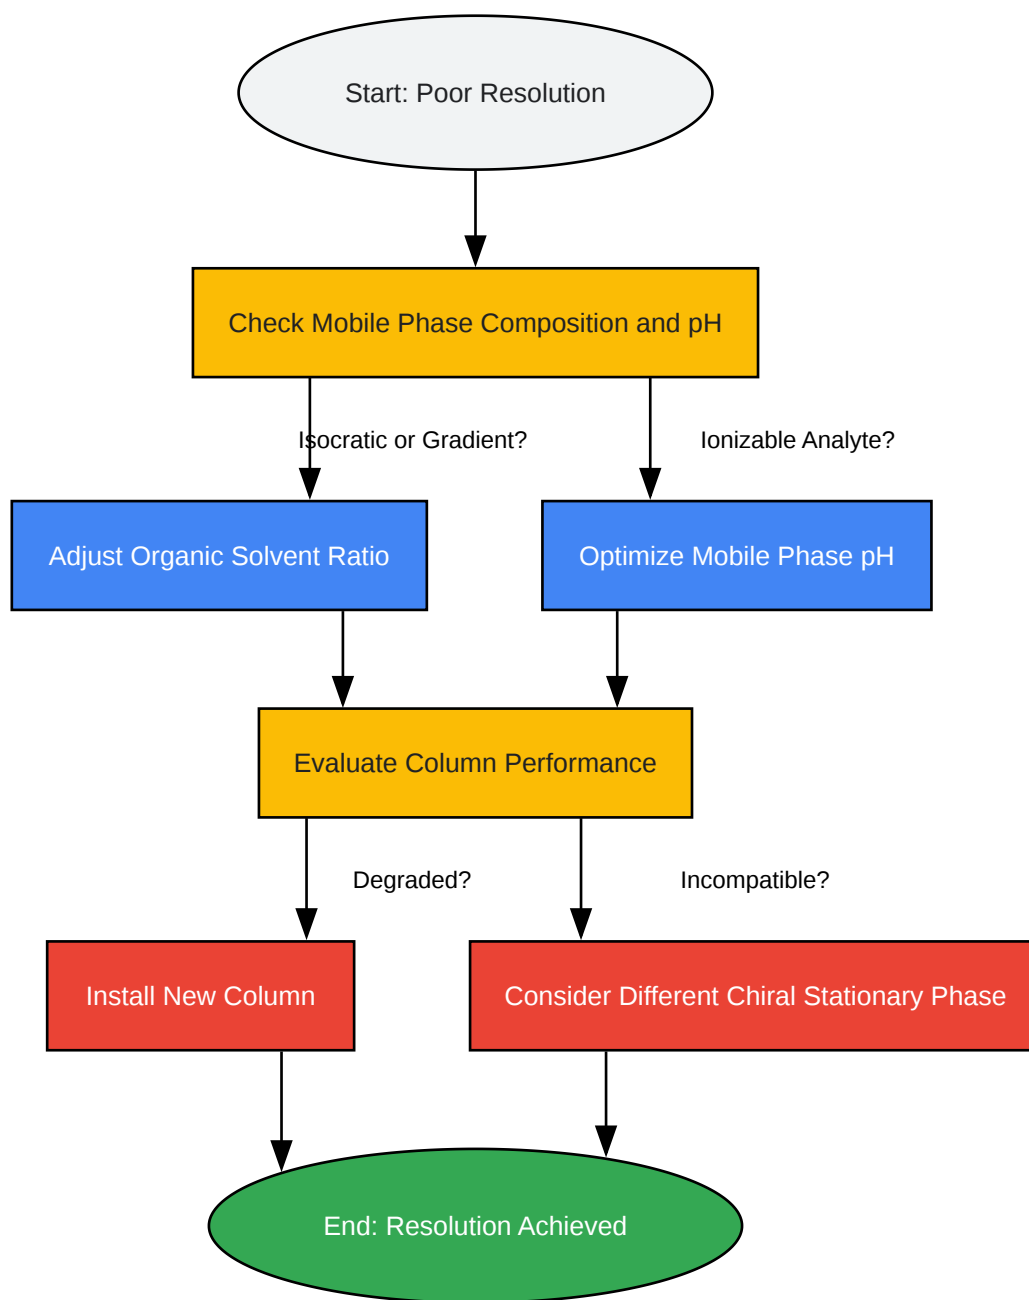 Start: Poor Resolution
Check Mobile Phase Composition and pH
Isocratic or Gradient?
Ionizable Analyte?
Adjust Organic Solvent Ratio
Optimize Mobile Phase pH
Evaluate Column Performance
Degraded?
Incompatible?
Install New Column
Consider Different Chiral Stationary Phase
End: Resolution Achieved